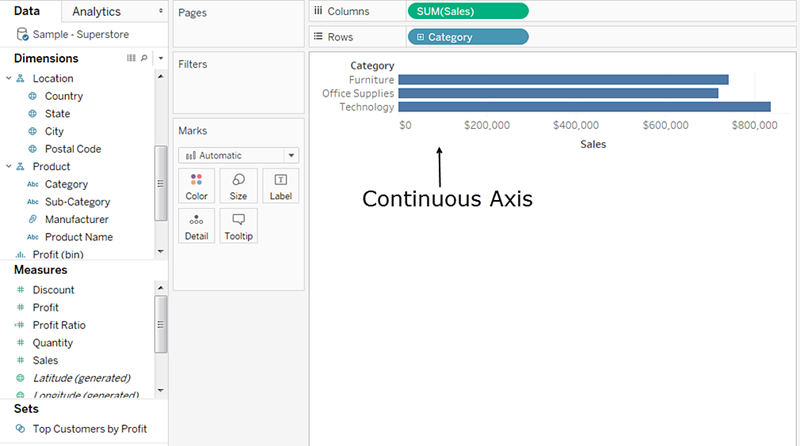 Data
Analytics
Sample - Superstore
Dimensions
Location
Country
State
City
Postal Code
Product
Abc Category
Abc Sub-Category
Manufacturer
Abc Product Name
Profit (bin)
Measures
# Discount
# Profit
=# Profit Ratio
# Quantity
# Sales
Latitude (generated)
Longitude (generated)
Sets
Top Customers by Profit
Pages
Filters
Marks
Automatic
Color Size Label
Detail Tooltip
Columns SUM(Sales)
Rows Category
Category
Furniture
Office Supplies
Technology
$0 $200,000 $400,000 $600,000 $800,000
Sales
Continuous Axis